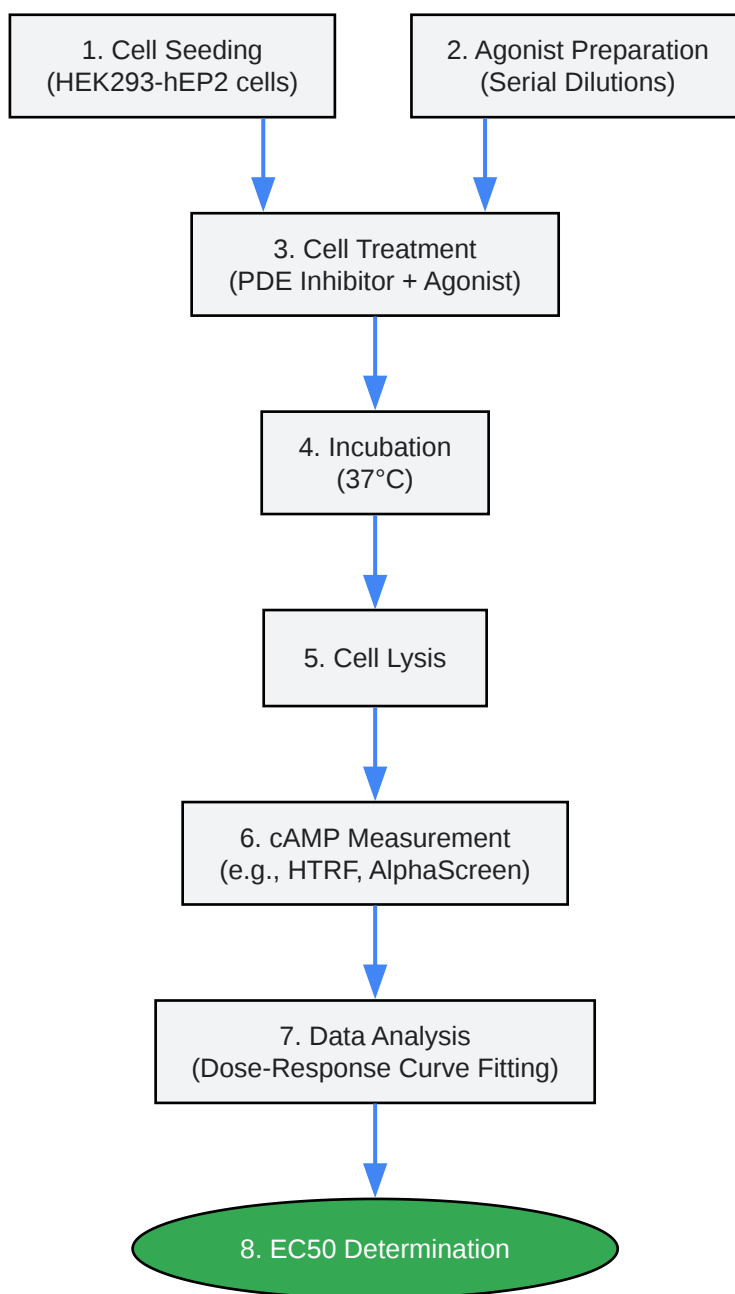 1. Cell Seeding
(HEK293-hEP2 cells)
2. Agonist Preparation
(Serial Dilutions)
3. Cell Treatment
(PDE Inhibitor + Agonist)
4. Incubation
(37°C)
5. Cell Lysis
6. cAMP Measurement
(e.g., HTRF, AlphaScreen)
7. Data Analysis
(Dose-Response Curve Fitting)
8. EC50 Determination